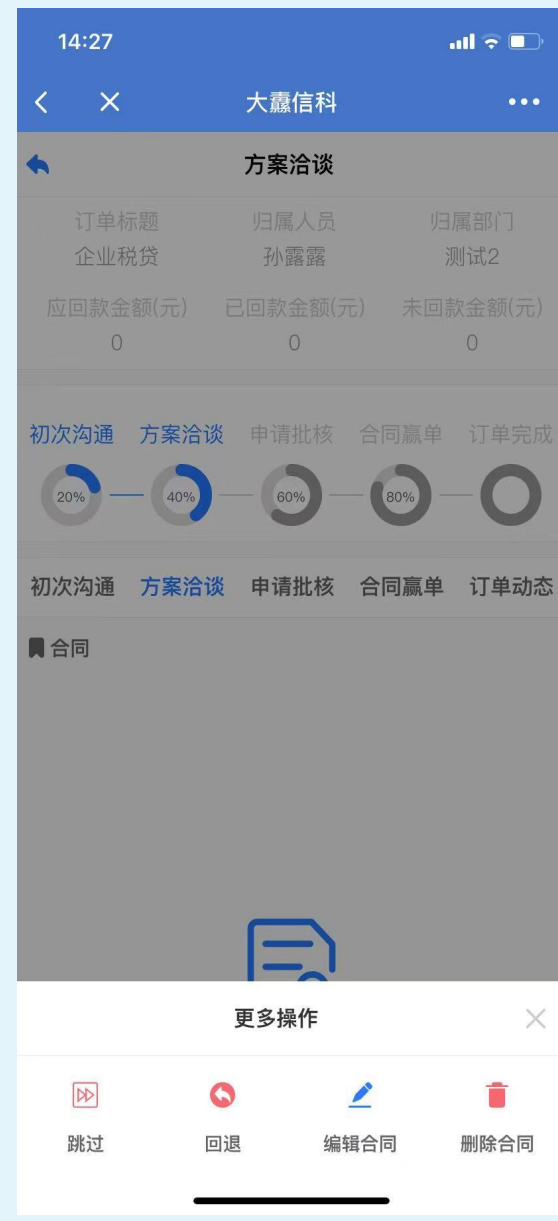 14:27
大靐信科
方案洽谈
订单标题 归属人员 归属部门
企业税贷 孙露露 测试2
应回款金额(元) 已回款金额(元) 未回款金额(元)
0 0 0
初次沟通 方案洽谈 申请批核 合同赢单 订单完成
20% 40% 60% 80%
初次沟通 方案洽谈 申请批核 合同赢单 订单动态
合同
更多操作
跳过 回退 编辑合同 删除合同